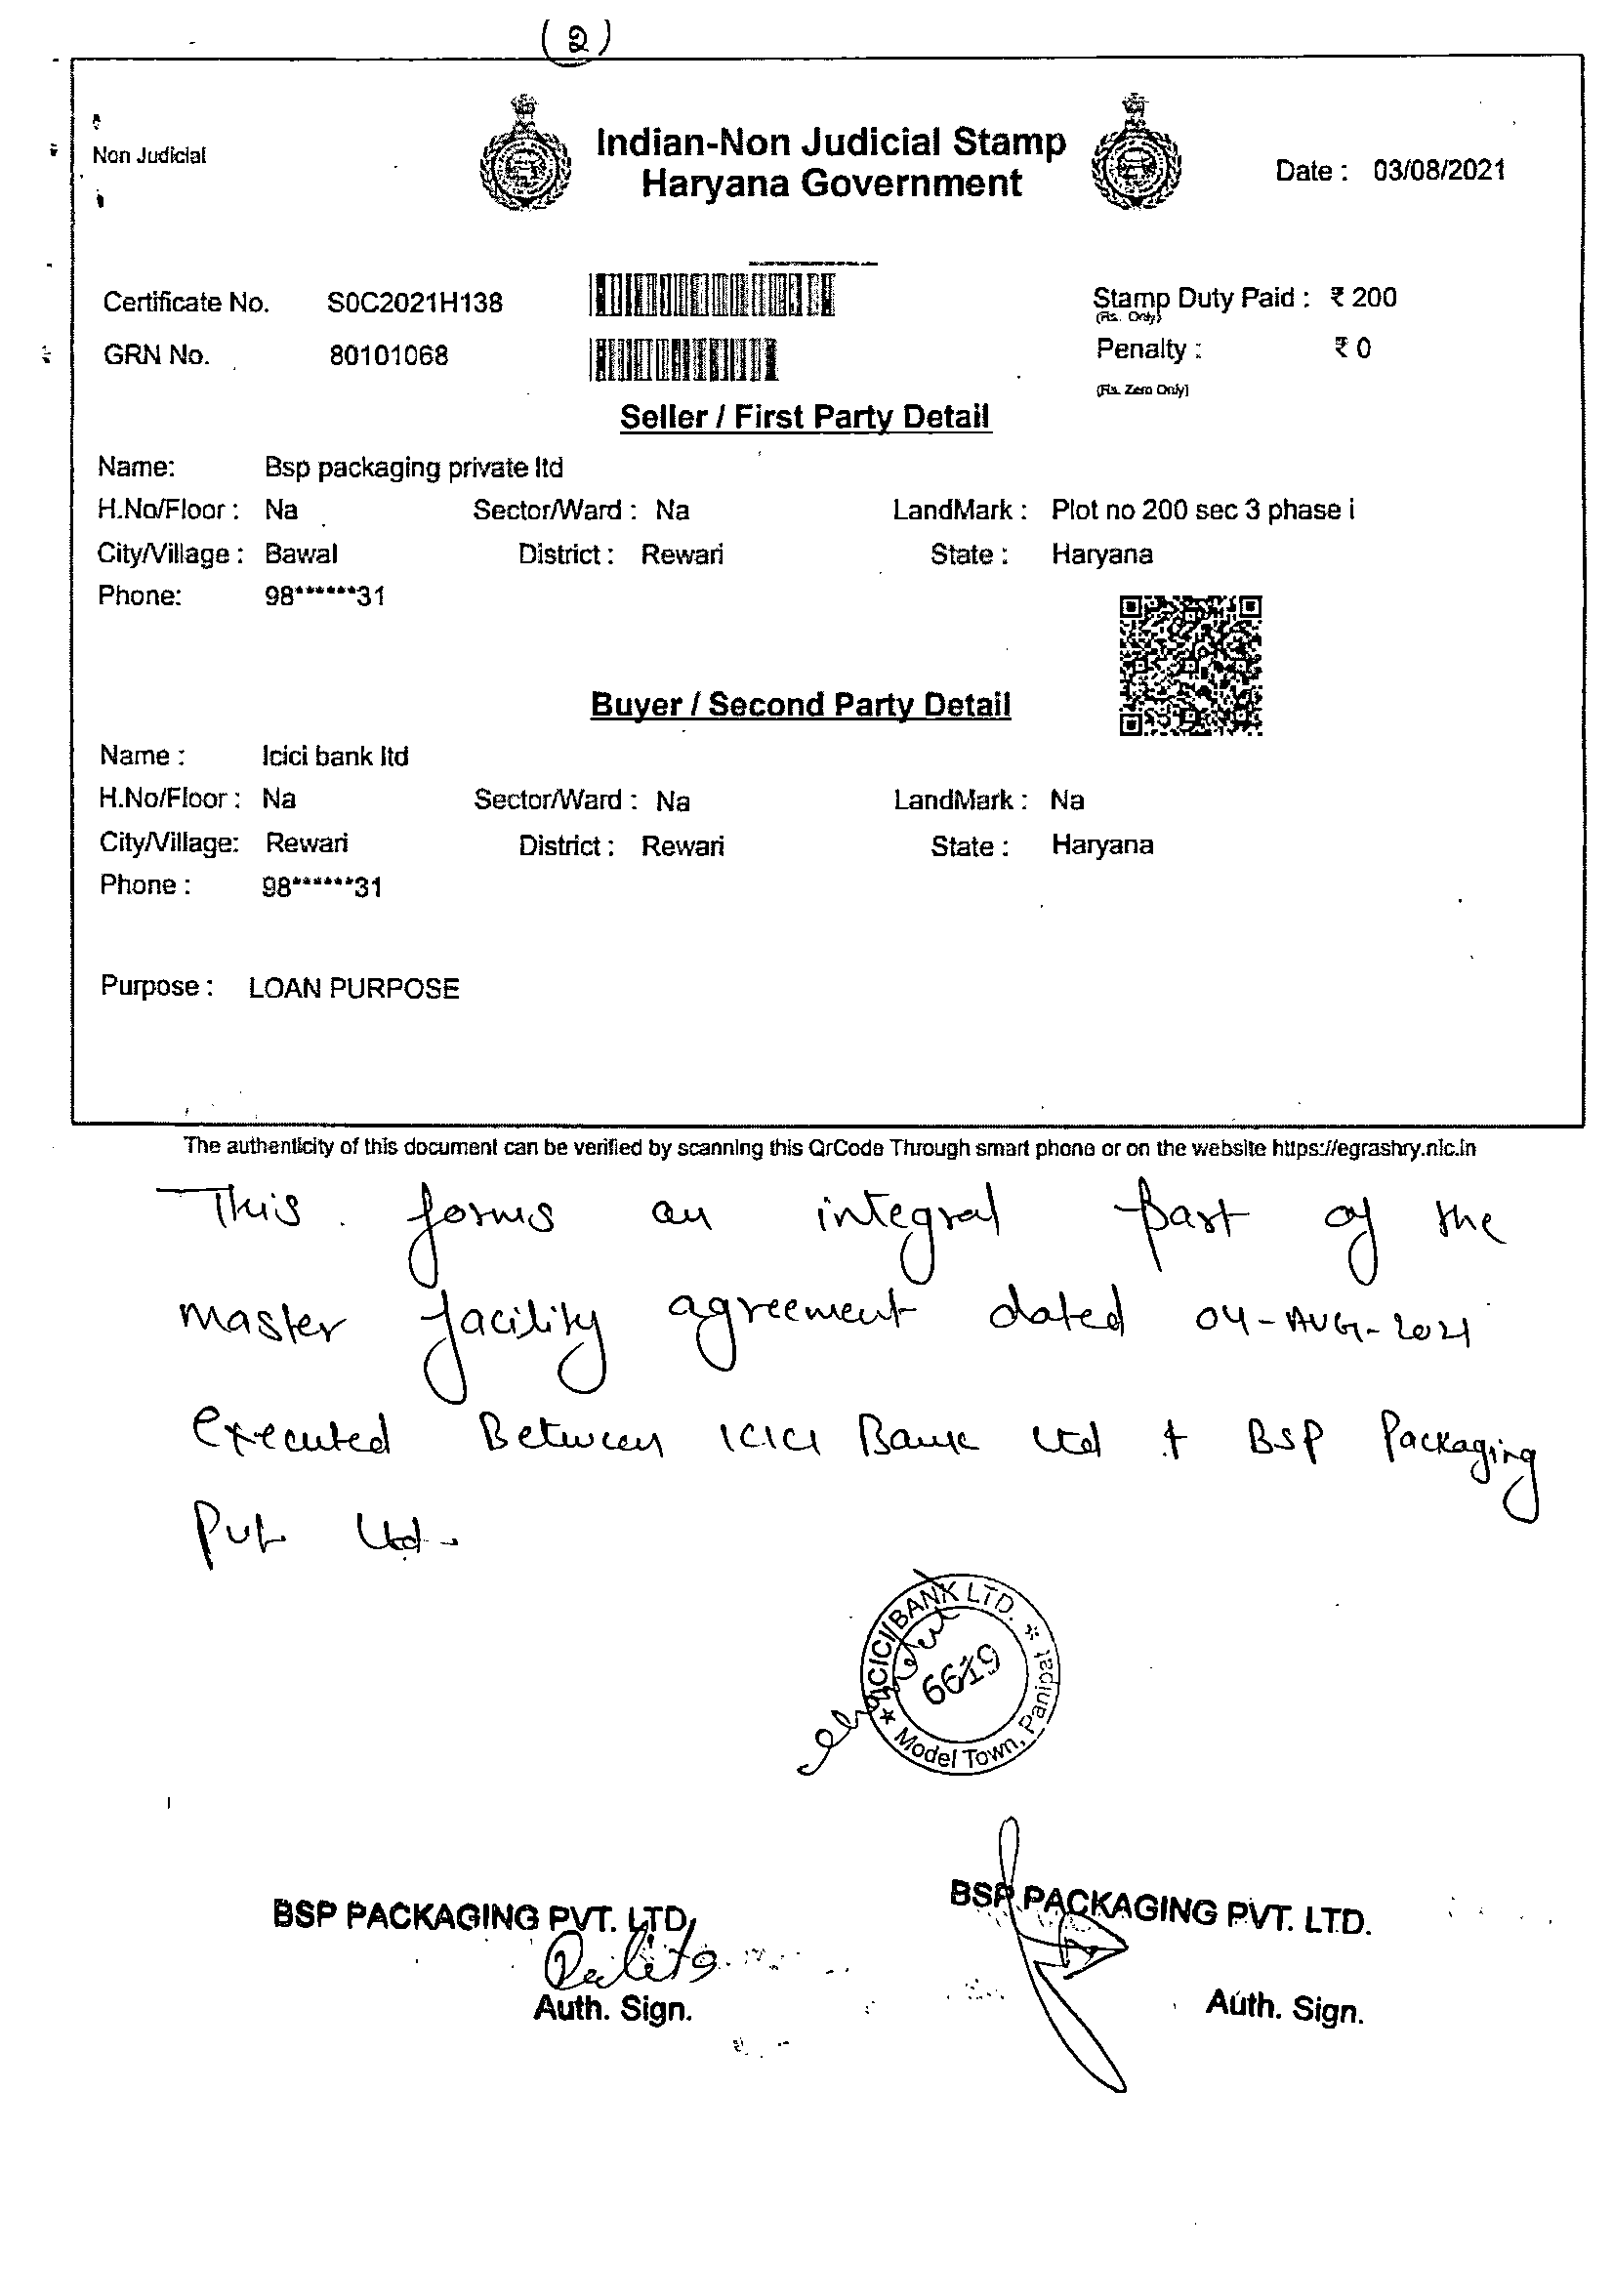 (2)
Non Judicial
Indian-Non Judicial Stamp
Haryana Government
Date : 03/08/2021
Certificate No. S0C2021H138
Stamp Duty Paid : ₹ 200
(Rs. Only)
GRN No. 80101068
Penalty : ₹ 0
(Rs. Zero Only)
Seller / First Party Detail
Name: Bsp packaging private ltd
H.No/Floor : Na Sector/Ward : Na LandMark : Plot no 200 sec 3 phase i
City/Village : Bawal District : Rewari State : Haryana
Phone: 98******31
Buyer / Second Party Detail
Name : Icici bank ltd
H.No/Floor : Na Sector/Ward : Na LandMark : Na
City/Village: Rewari District : Rewari State : Haryana
Phone : 98******31
Purpose : LOAN PURPOSE
The authenticity of this document can be verified by scanning this QrCode Through smart phone or on the website https://egrashry.nic.in
This forms an integral part of the
master facility agreement dated 04-AUG-2021
executed Between ICICI Bank Ltd + BSP Packaging
Pvt Ltd.
ICICI BANK LTD.
6619
Model Town, Panipat
BSP PACKAGING PVT. LTD.
Auth. Sign.
BSP PACKAGING PVT. LTD.
Auth. Sign.